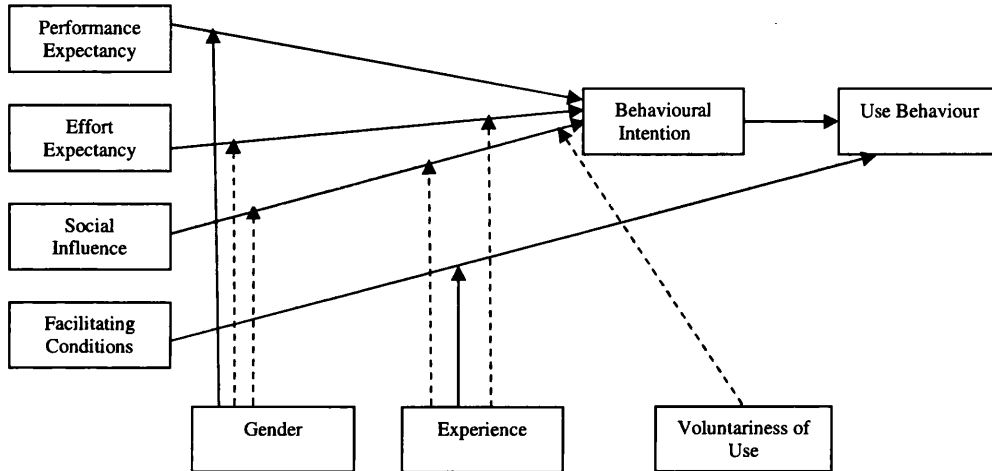 Performance
Expectancy
Effort
Expectancy
Social
Influence
Facilitating
Conditions
Behavioural
Intention
Use Behaviour
Gender
Experience
Voluntariness of
Use